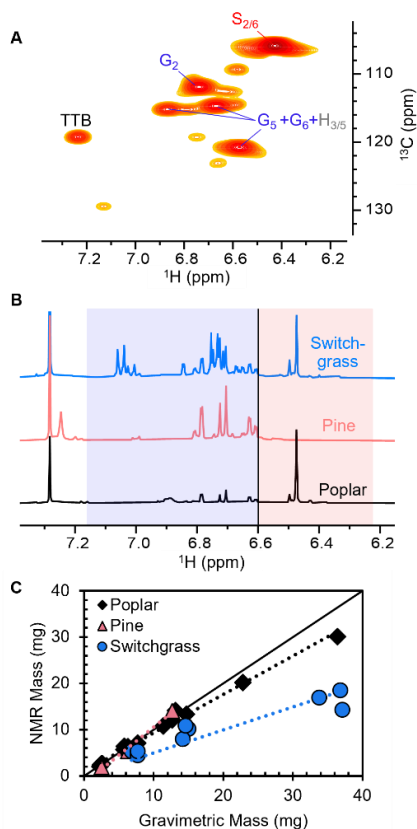 A
S2/6
G2
G5 +G6+H3/5
TTB
110
120
130
13C (ppm)
7.2 7.0 6.8 6.6 6.4 6.2
1H (ppm)
B
Switch-
grass
Pine
Poplar
7.2 7.0 6.8 6.6 6.4 6.2
1H (ppm)
C
Poplar
Pine
Switchgrass
NMR Mass (mg)
40
30
20
10
0
0 10 20 30 40
Gravimetric Mass (mg)